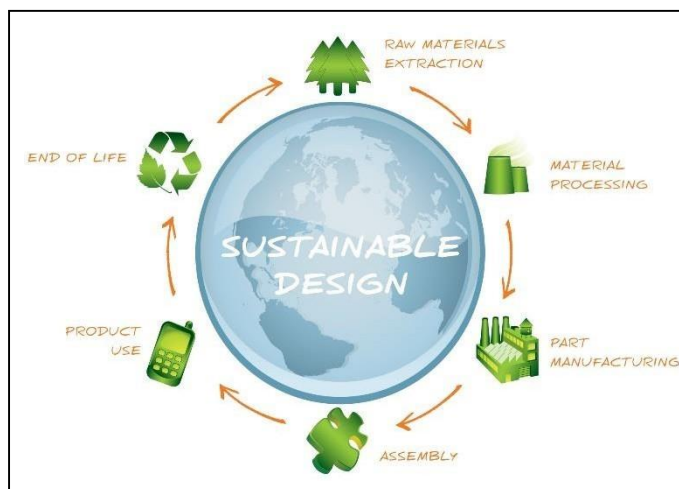 RAW MATERIALS
EXTRACTION
MATERIAL
PROCESSING
PART
MANUFACTURING
ASSEMBLY
PRODUCT
USE
END OF LIFE
SUSTAINABLE
DESIGN